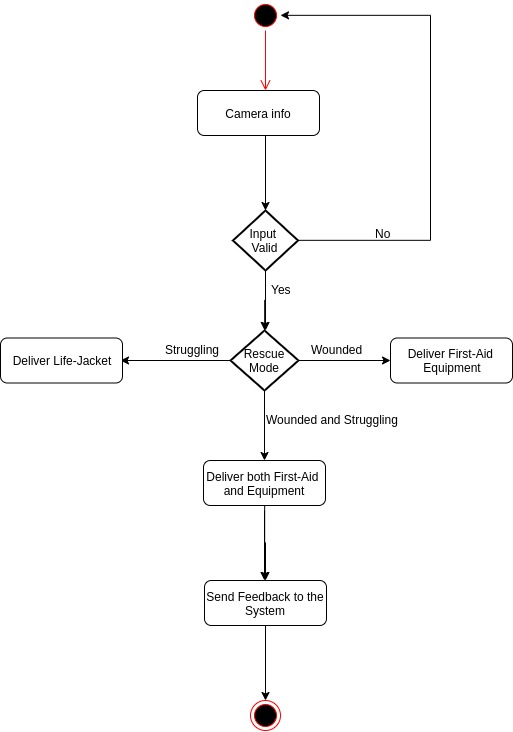 Camera info
Input
Valid
No
Yes
Struggling
Rescue
Mode
Wounded
Deliver Life-Jacket
Deliver First-Aid
Equipment
Wounded and Struggling
Deliver both First-Aid
and Equipment
Send Feedback to the
System